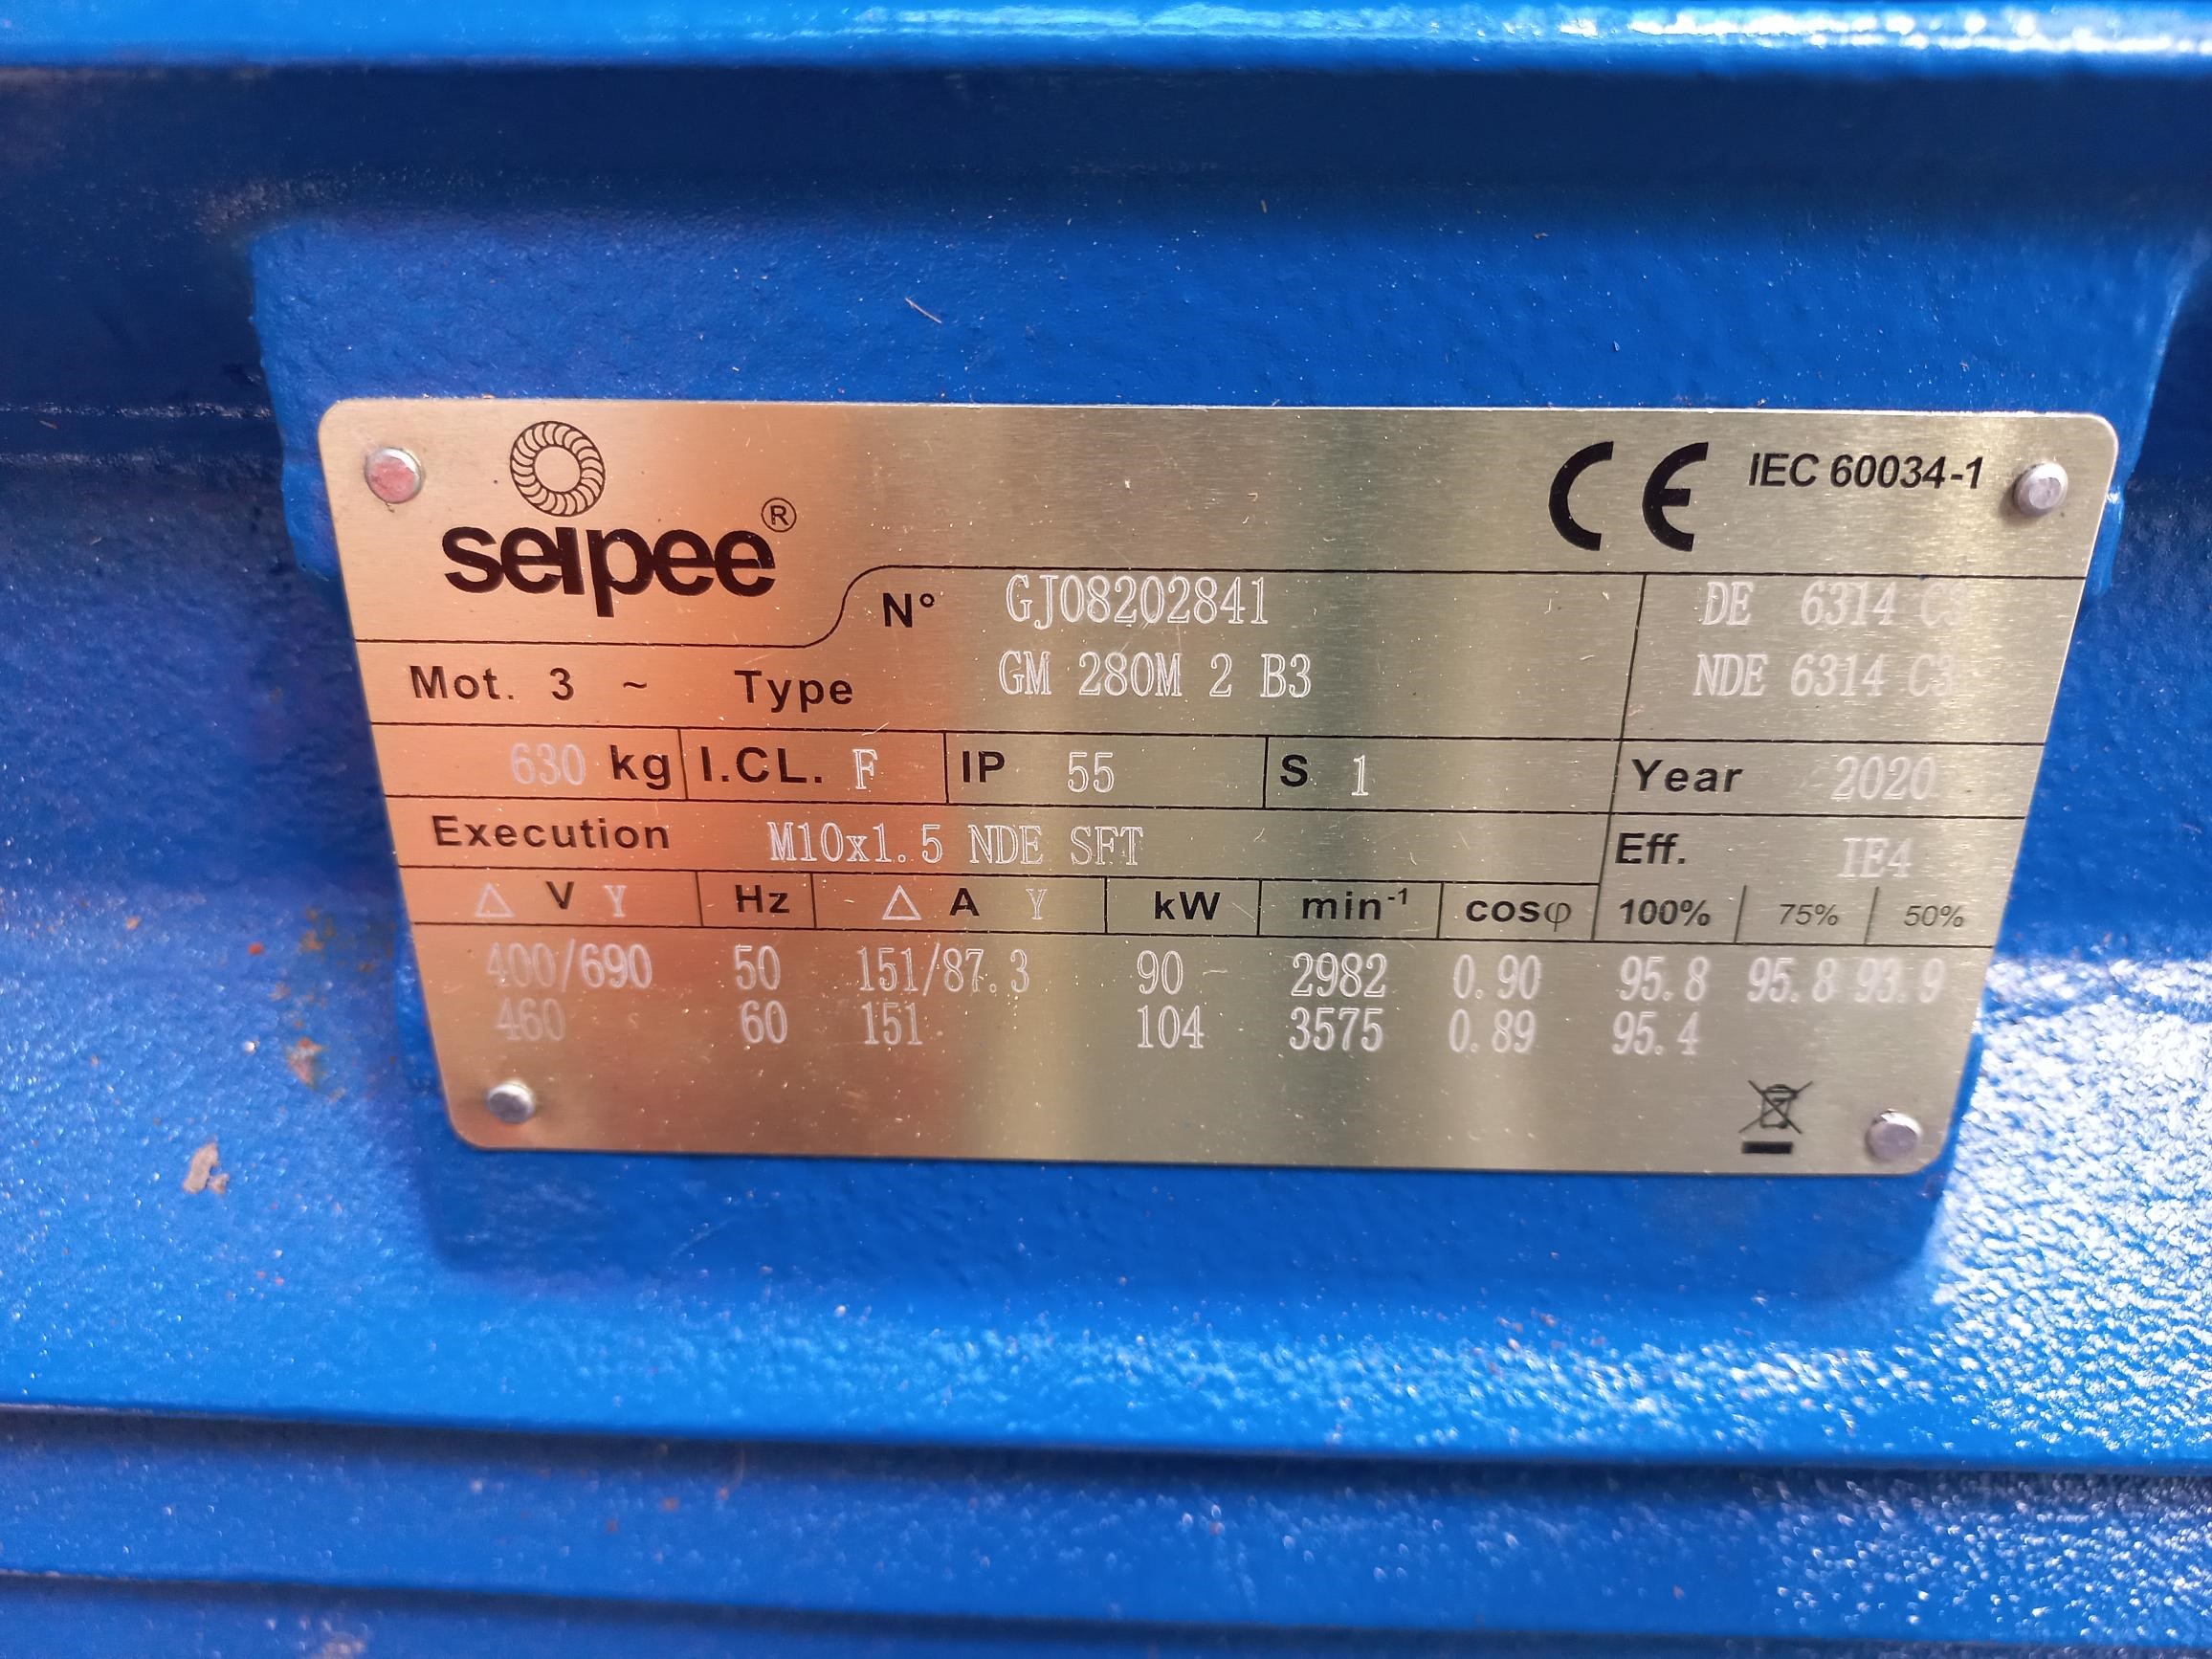 seipee®
CE IEC 60034-1
N° GJ08202841
DE 6314 C3
Mot. 3 ~ Type GM 280M 2 B3
NDE 6314 C3
630 kg I.CL. F IP 55 S 1 Year 2020
Execution M10x1.5 NDE SFT Eff. IE4
△ V Y Hz △ A Y kW min-1 cosφ 100% 75% 50%
400/690 50 151/87.3 90 2982 0.90 95.8 95.8 93.9
460 60 151 104 3575 0.89 95.4